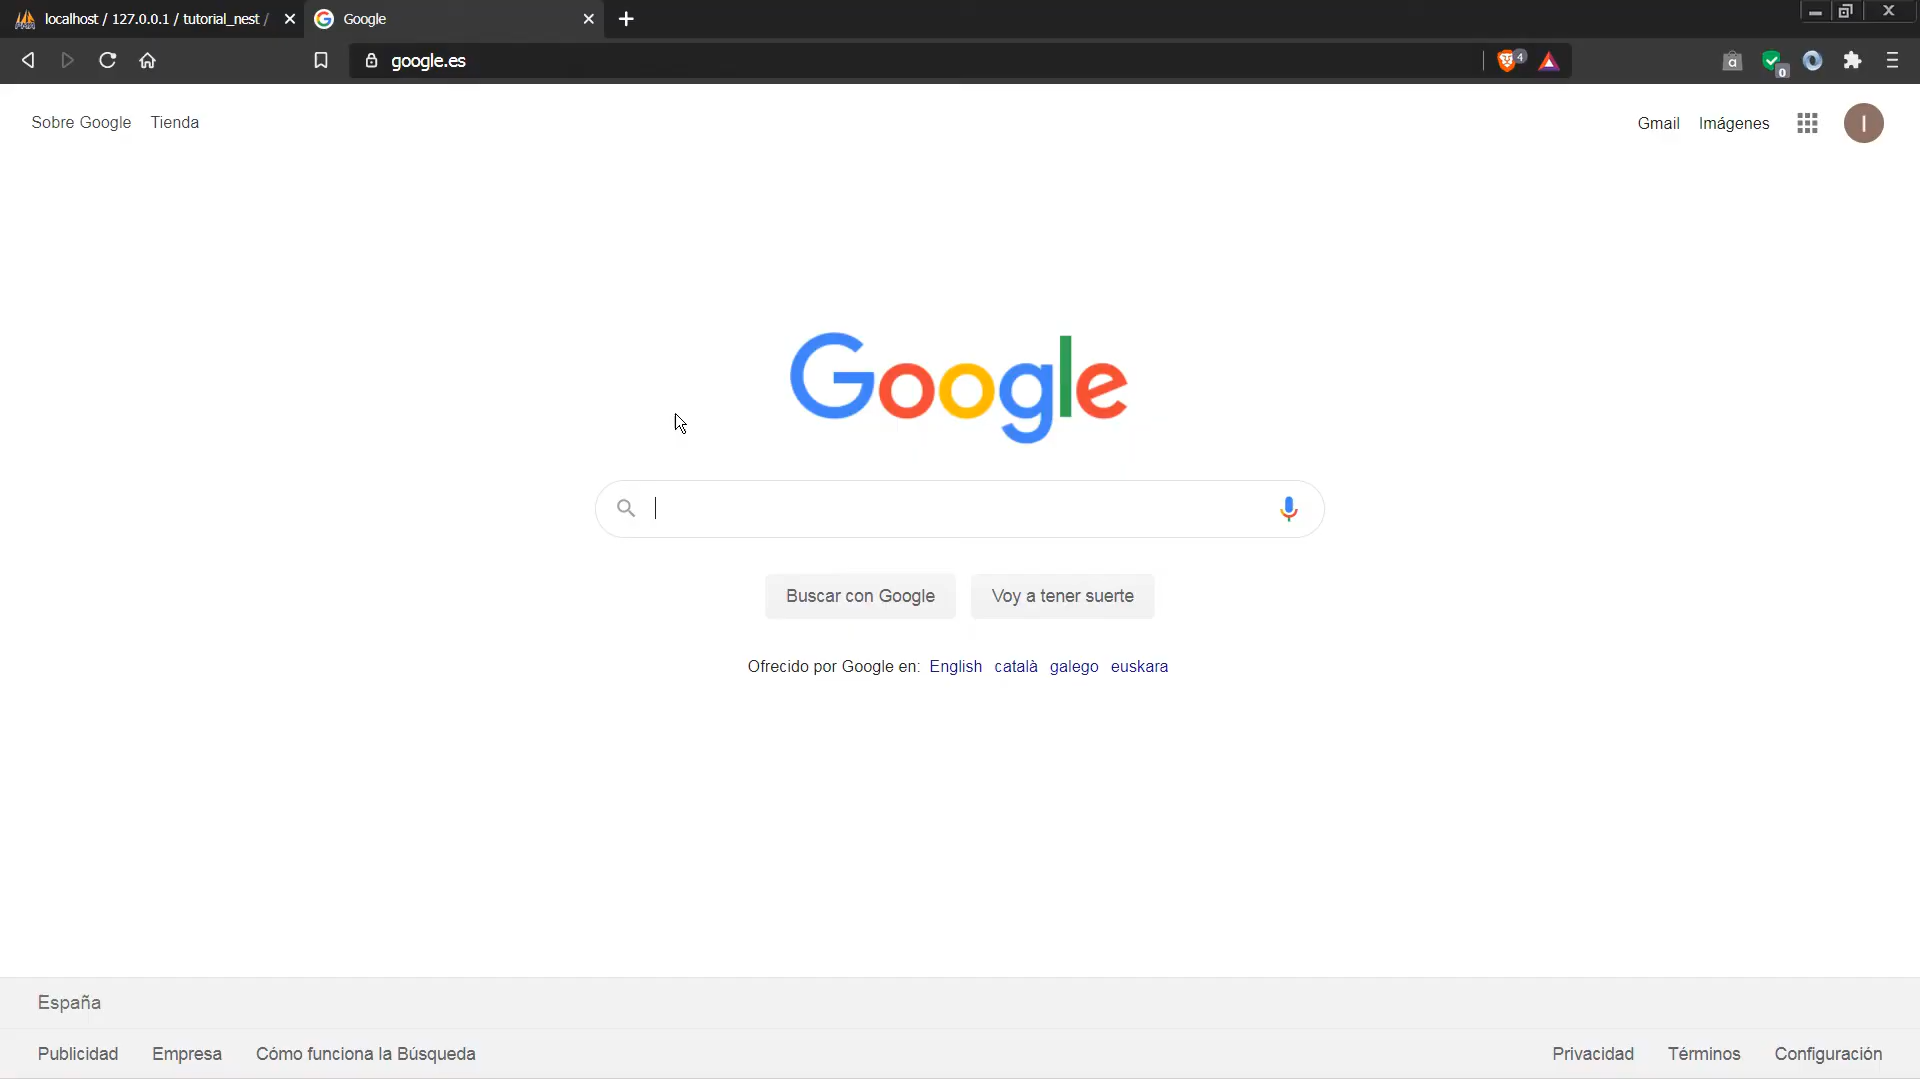 localhost / 127.0.0.1 / tutorial_nest /
Google
google.es
4
a
0
Sobre Google Tienda
Gmail Imágenes
I
Google
Buscar con Google Voy a tener suerte
Ofrecido por Google en: English català galego euskara
España
Publicidad Empresa Cómo funciona la Búsqueda
Privacidad Términos Configuración